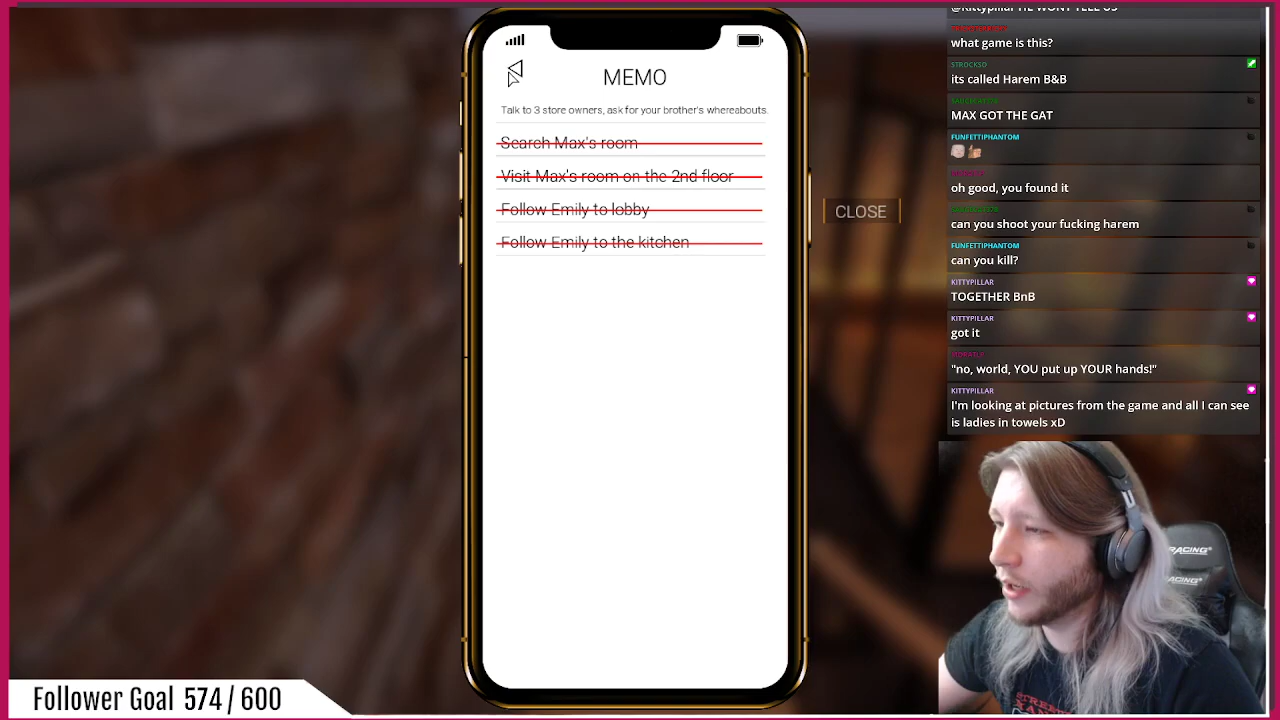 MEMO
Talk to 3 store owners, ask for your brother's whereabouts.
Search Max's room
Visit Max's room on the 2nd floor
Follow Emily to lobby
Follow Emily to the kitchen
CLOSE
what game is this?
STROCKSO
its called Harem B&B
MAX GOT THE GAT
FUNFETTIPHANTOM
oh good, you found it
can you shoot your fucking harem
FUNFETTIPHANTOM
can you kill?
KITTYPILLAR
TOGETHER BnB
KITTYPILLAR
got it
"no, world, YOU put up YOUR hands!"
KITTYPILLAR
I'm looking at pictures from the game and all I can see
is ladies in towels xD
RACING
RACING
Follower Goal 574 / 600